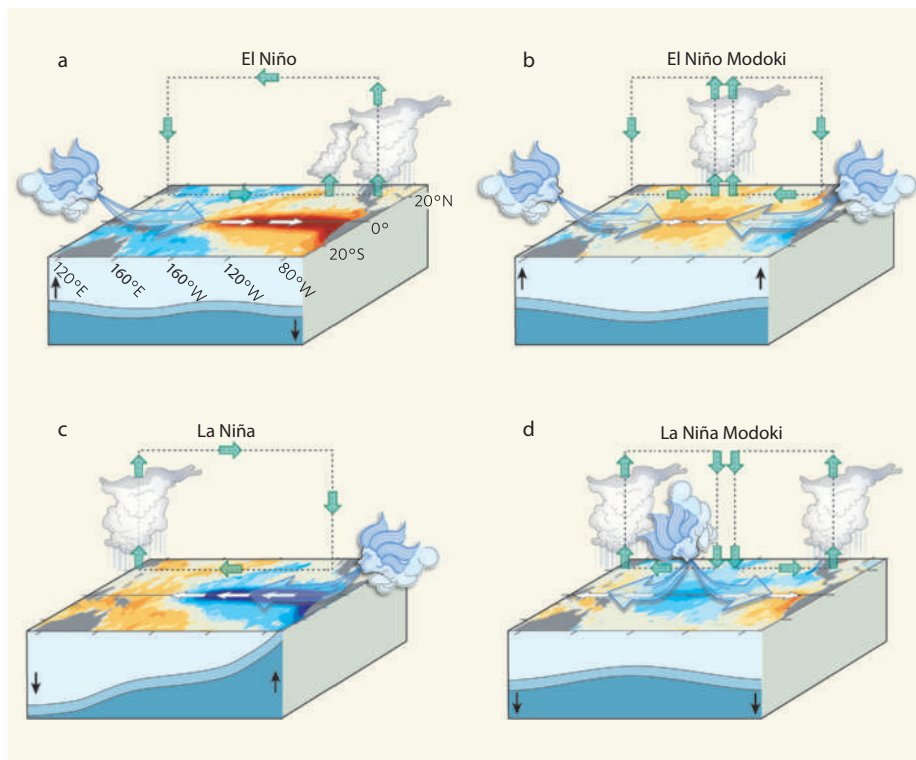 a
El Niño
b
El Niño Modoki
20°N
0°
20°S
120°E
160°E
160°W
120°W
80°W
c
La Niña
d
La Niña Modoki